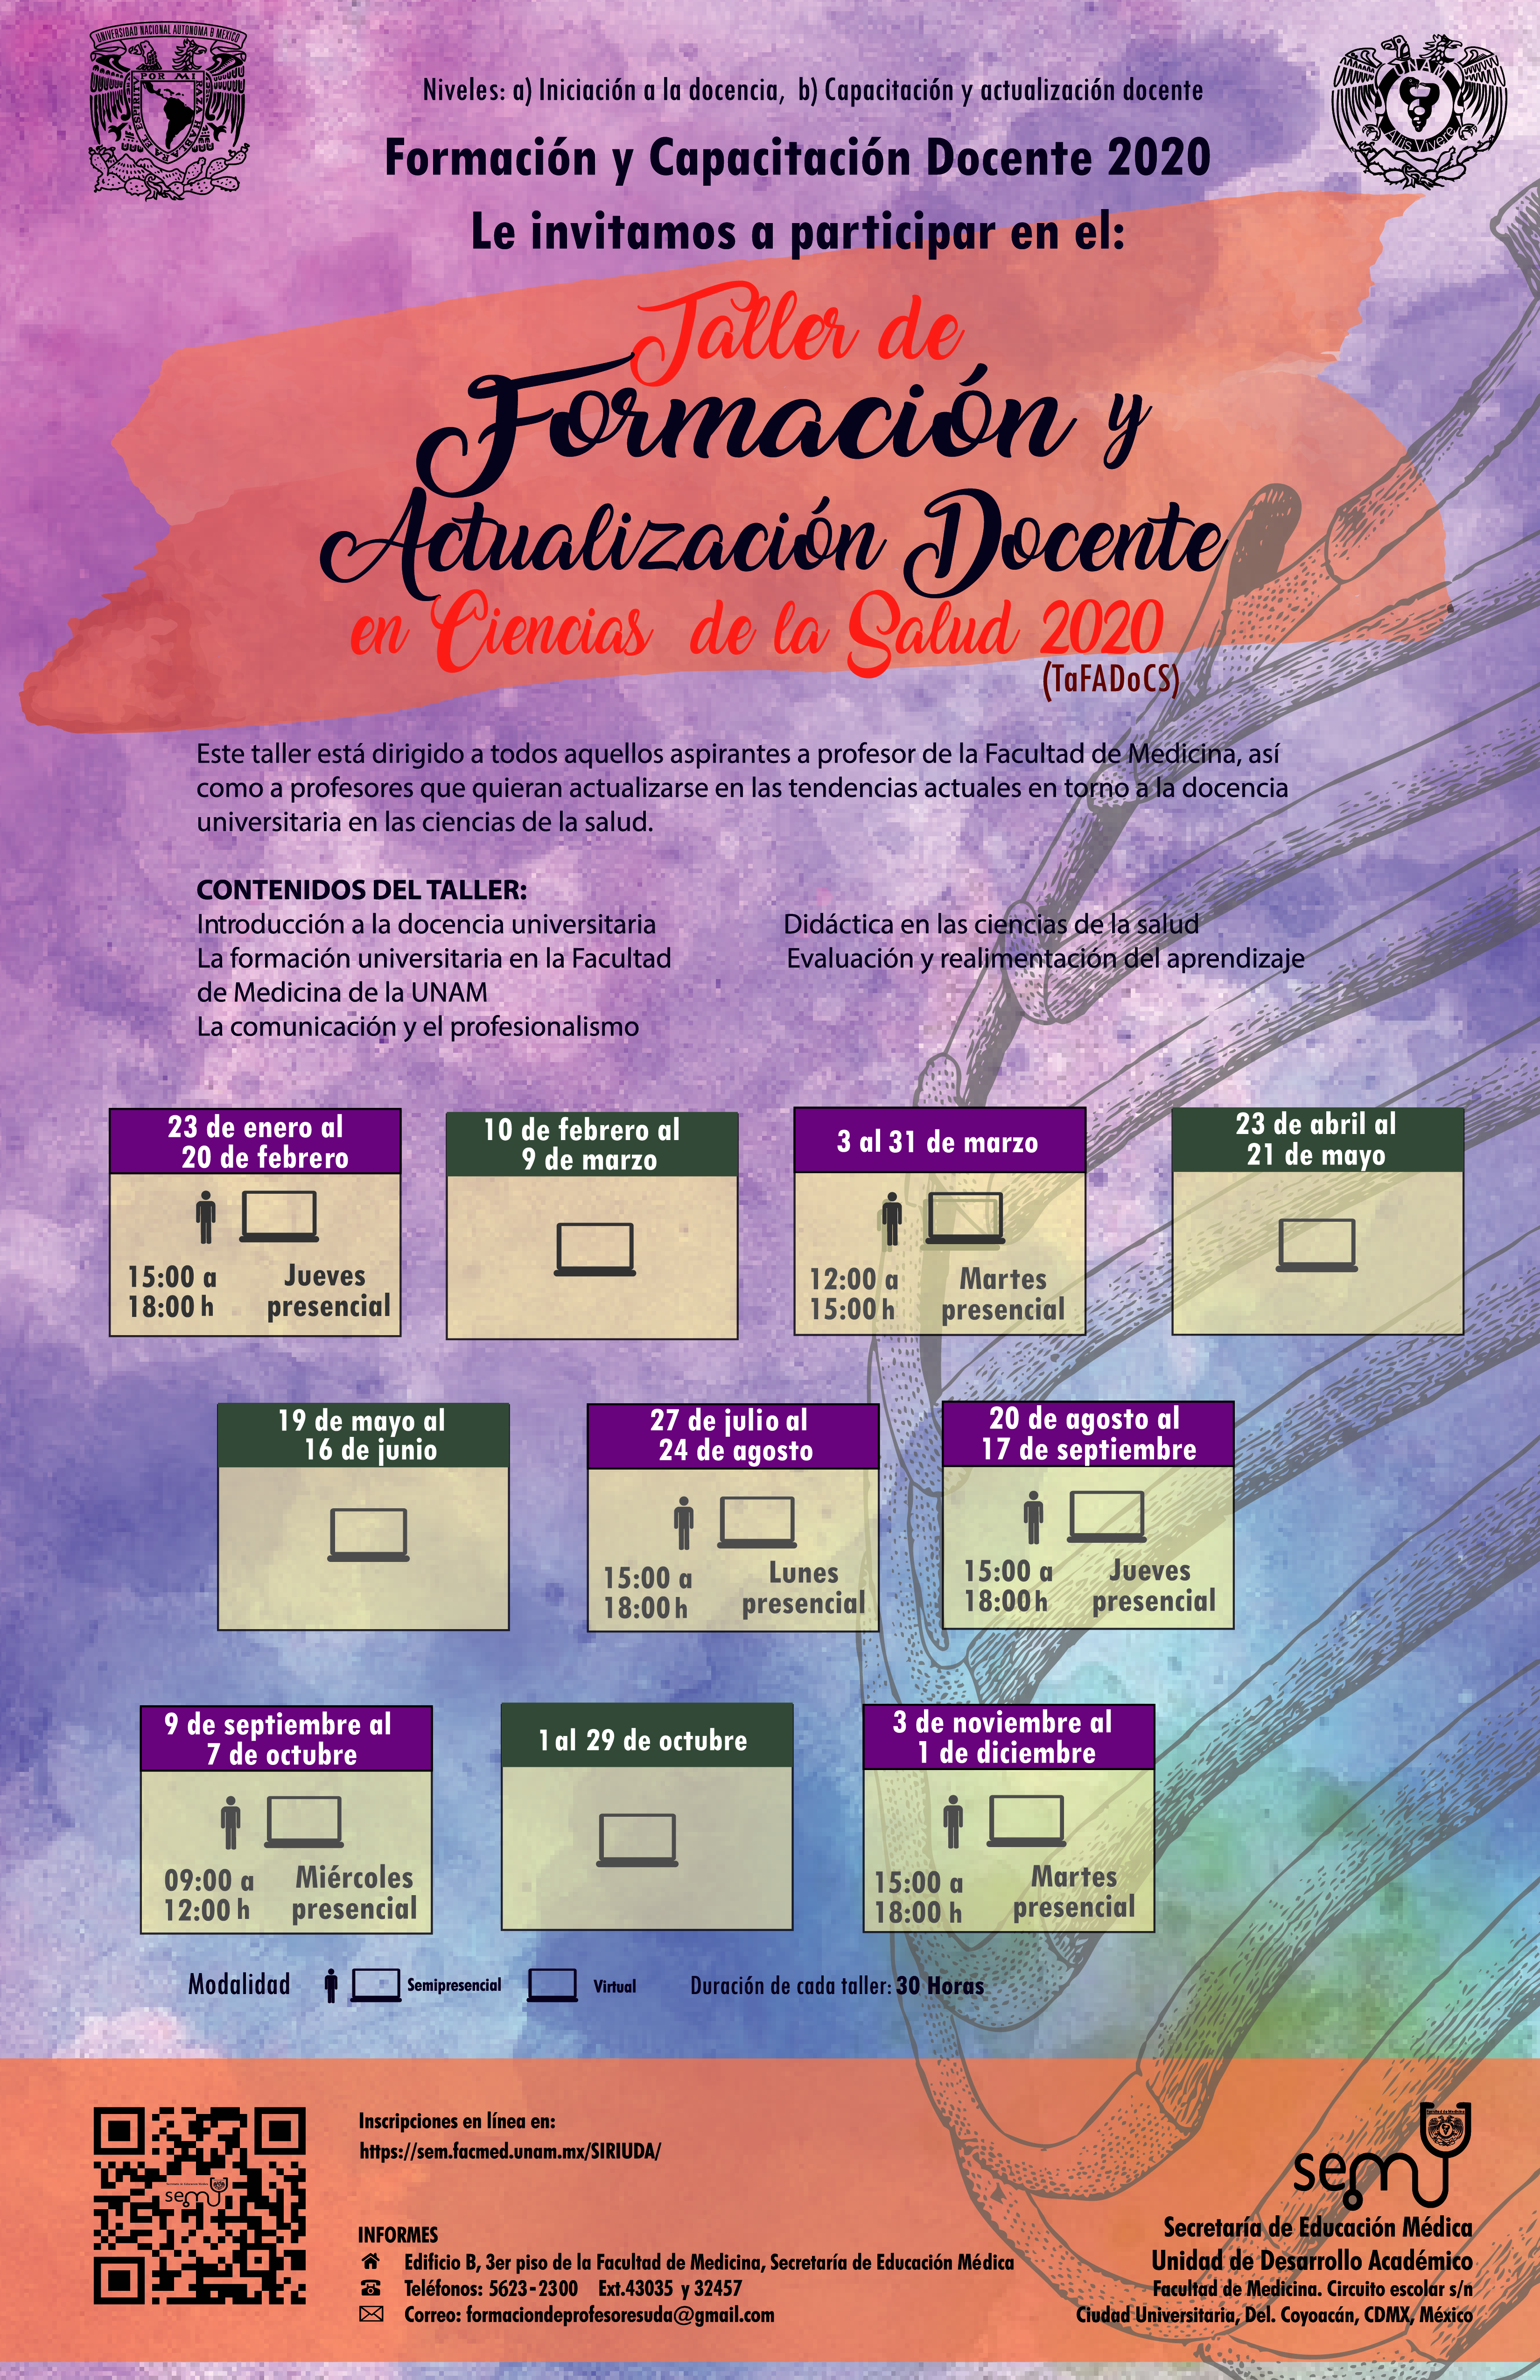 UNIVERSIDAD NACIONAL AUTONOMA D MEXICO
POR MI RAZA HABLARA EL ESPIRITU
UNAM
Aliis Vivere
Niveles: a) Iniciación a la docencia, b) Capacitación y actualización docente
Formación y Capacitación Docente 2020
Le invitamos a participar en el:
Taller de
Formación y
Actualización Docente
en Ciencias de la Salud 2020
(TaFADoCS)
Este taller está dirigido a todos aquellos aspirantes a profesor de la Facultad de Medicina, así
como a profesores que quieran actualizarse en las tendencias actuales en torno a la docencia
universitaria en las ciencias de la salud.
CONTENIDOS DEL TALLER:
Introducción a la docencia universitaria
La formación universitaria en la Facultad
de Medicina de la UNAM
La comunicación y el profesionalismo
Didáctica en las ciencias de la salud
Evaluación y realimentación del aprendizaje
23 de enero al
20 de febrero
15:00 a
18:00 h
Jueves
presencial
10 de febrero al
9 de marzo
3 al 31 de marzo
12:00 a
15:00 h
Martes
presencial
23 de abril al
21 de mayo
19 de mayo al
16 de junio
27 de julio al
24 de agosto
15:00 a
18:00 h
Lunes
presencial
20 de agosto al
17 de septiembre
15:00 a
18:00 h
Jueves
presencial
9 de septiembre al
7 de octubre
09:00 a
12:00 h
Miércoles
presencial
1 al 29 de octubre
3 de noviembre al
1 de diciembre
15:00 a
18:00 h
Martes
presencial
Modalidad Semipresencial Virtual Duración de cada taller: 30 Horas
sem
Inscripciones en línea en:
https://sem.facmed.unam.mx/SIRIUDA/
INFORMES
Edificio B, 3er piso de la Facultad de Medicina, Secretaría de Educación Médica
Teléfonos: 5623-2300 Ext.43035 y 32457
Correo: formaciondeprofesoresuda@gmail.com
Facultad de Medicina
sem
Secretaría de Educación Médica
Unidad de Desarrollo Académico
Facultad de Medicina. Circuito escolar s/n
Ciudad Universitaria, Del. Coyoacán, CDMX, México